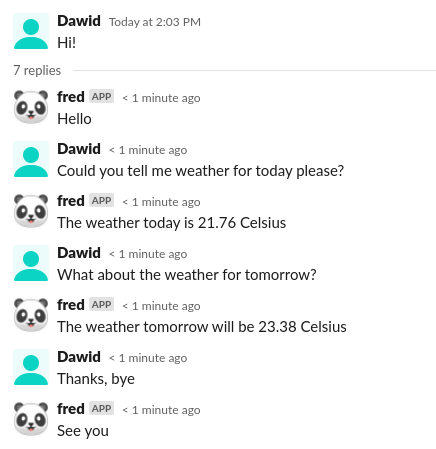 Dawid Today at 2:03 PM
Hi!
7 replies
fred APP < 1 minute ago
Hello
Dawid < 1 minute ago
Could you tell me weather for today please?
fred APP < 1 minute ago
The weather today is 21.76 Celsius
Dawid < 1 minute ago
What about the weather for tomorrow?
fred APP < 1 minute ago
The weather tomorrow will be 23.38 Celsius
Dawid < 1 minute ago
Thanks, bye
fred APP < 1 minute ago
See you